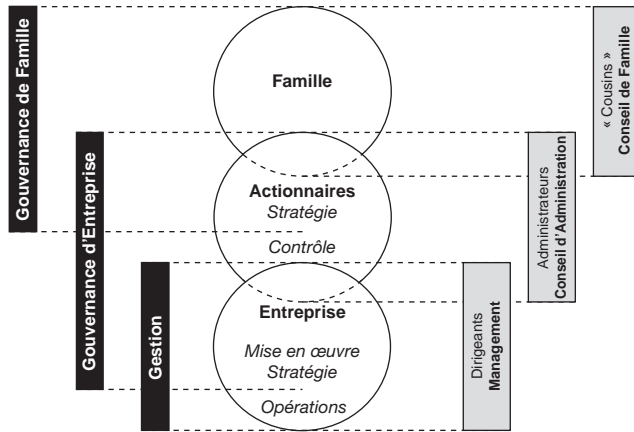 Gouvernance de Famille
Gouvernance d'Entreprise
Gestion
Famille
Actionnaires
Stratégie
Contrôle
Entreprise
Mise en œuvre
Stratégie
Opérations
« Cousins »
Conseil de Famille
Administrateurs
Conseil d'Administration
Dirigeants
Management